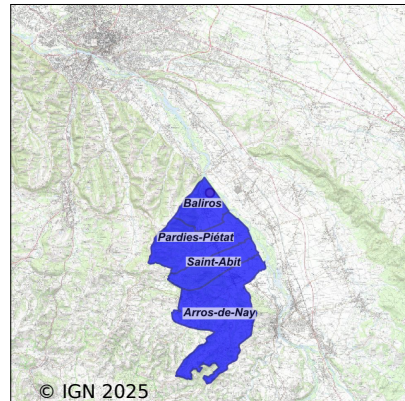 Baliros
Pardies-Piétat
Saint-Abit
Arros-de-Nay
© IGN 2025